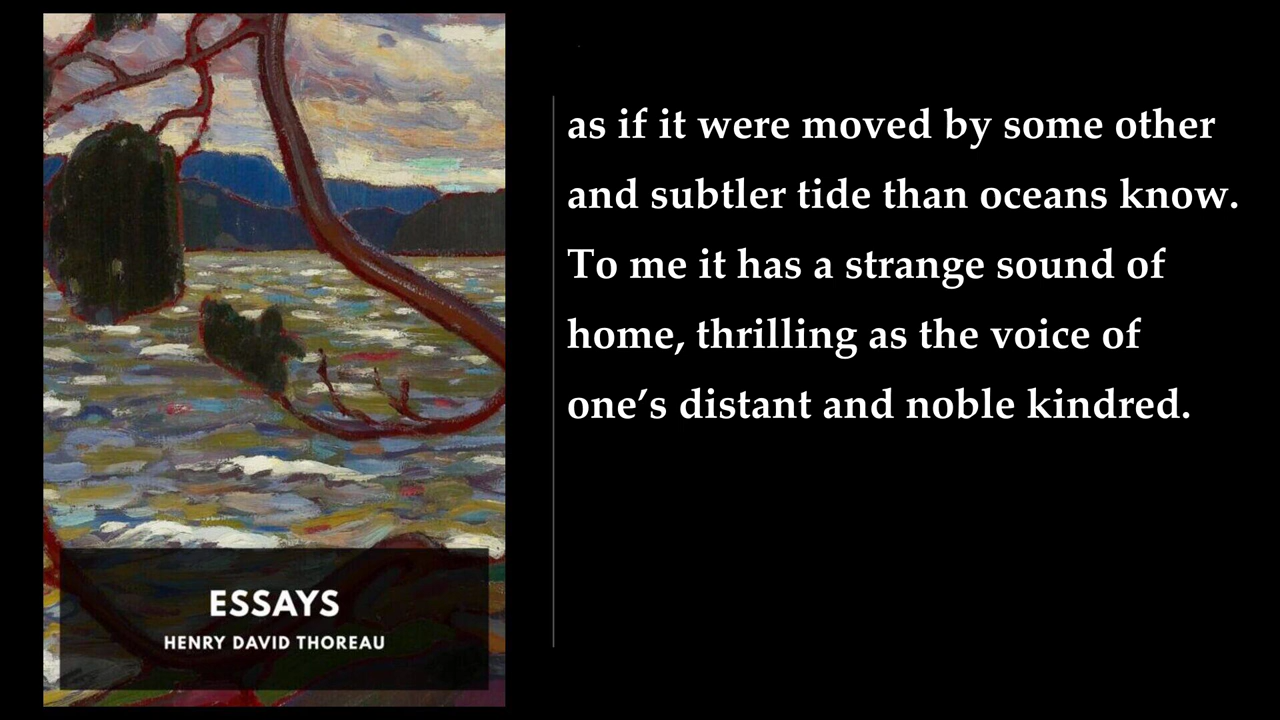 ESSAYS
HENRY DAVID THOREAU
as if it were moved by some other
and subtler tide than oceans know.
To me it has a strange sound of
home, thrilling as the voice of
one’s distant and noble kindred.